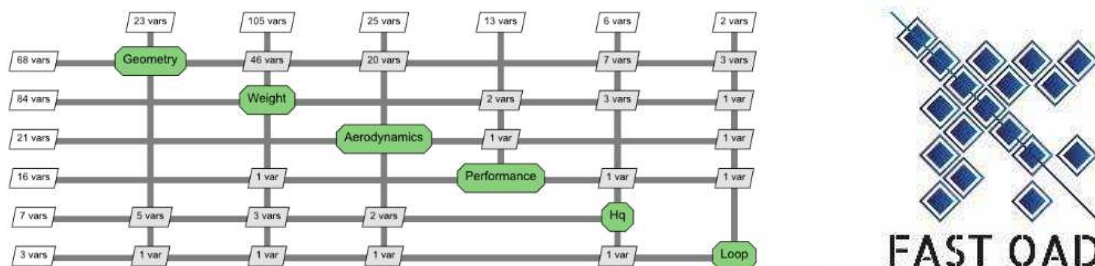 23 vars 105 vars 25 vars 13 vars 6 vars 2 vars
68 vars Geometry 46 vars 20 vars 7 vars 3 vars
84 vars Weight 2 vars 3 vars 1 var
21 vars Aerodynamics 1 var 1 var
16 vars 1 var Performance 1 var 1 var
7 vars 5 vars 3 vars 2 vars Hq
3 vars 1 var 1 var 1 var 1 var Loop
FAST OAD